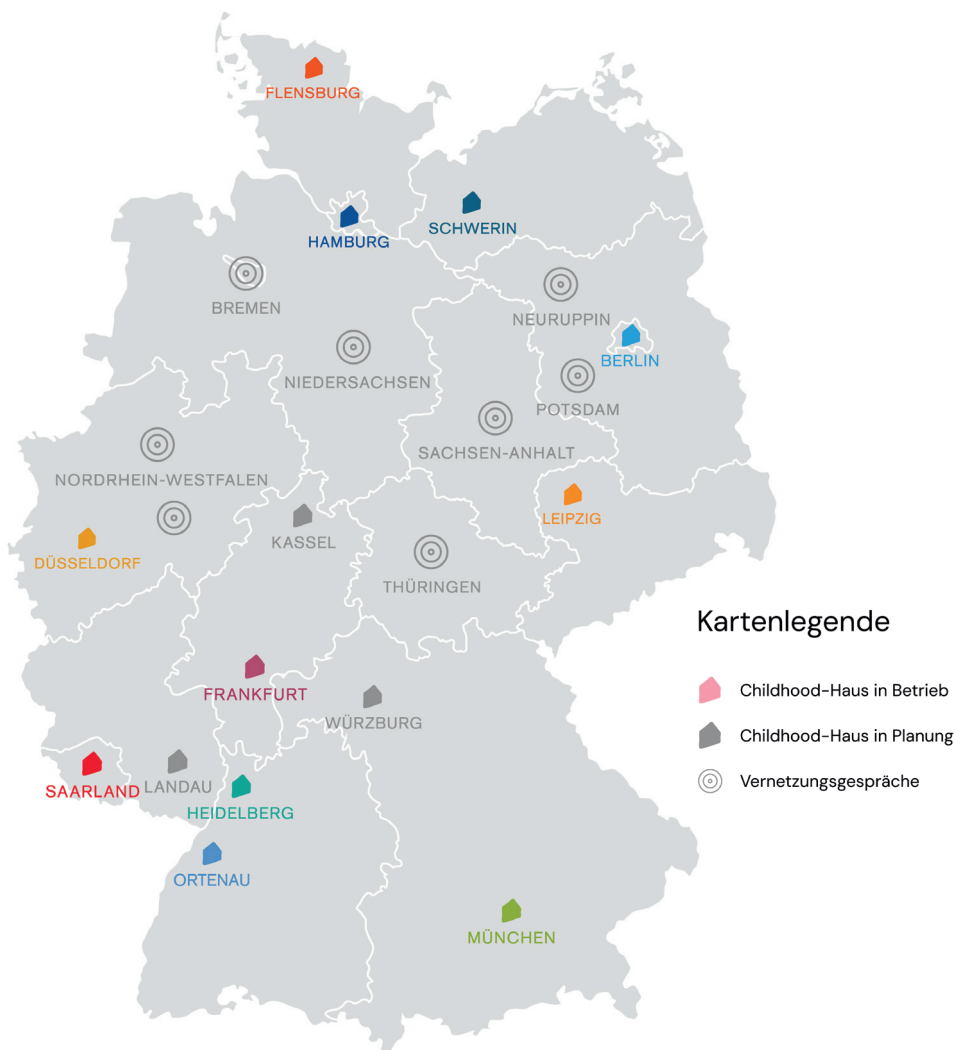 FLENSBURG
HAMBURG
SCHWERIN
BREMEN
NEURUPPIN
BERLIN
NIEDERSACHSEN
POTSDAM
SACHSEN-ANHALT
NORDRHEIN-WESTFALEN
LEIPZIG
KASSEL
DÜSSELDORF
THÜRINGEN
Kartenlegende
FRANKFURT
Childhood-Haus in Betrieb
WÜRZBURG
Childhood-Haus in Planung
SAARLAND
LANDAU
Vernetzungsgespräche
HEIDELBERG
ORTENAU
MÜNCHEN